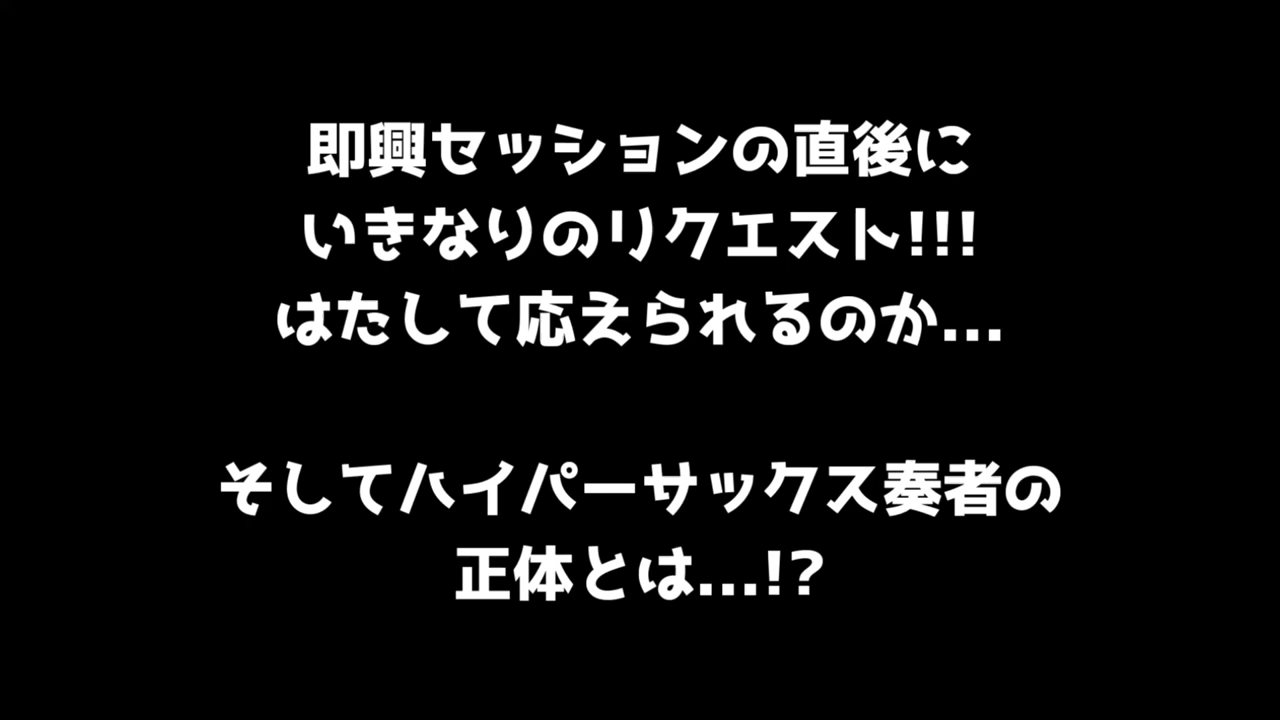 即興セッションの直後に
いきなりのリクエスト!!!
はたして応えられるのか...
そしてハイパーサックス奏者の
正体とは...!?